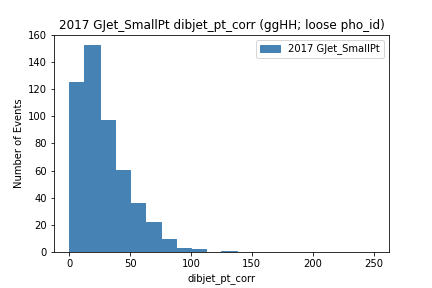 2017 GJet_SmallPt dibjet_pt_corr (ggHH; loose pho_id)
160
140
120
100
80
60
40
20
0
Number of Events
2017 GJet_SmallPt
0 50 100 150 200 250
dibjet_pt_corr